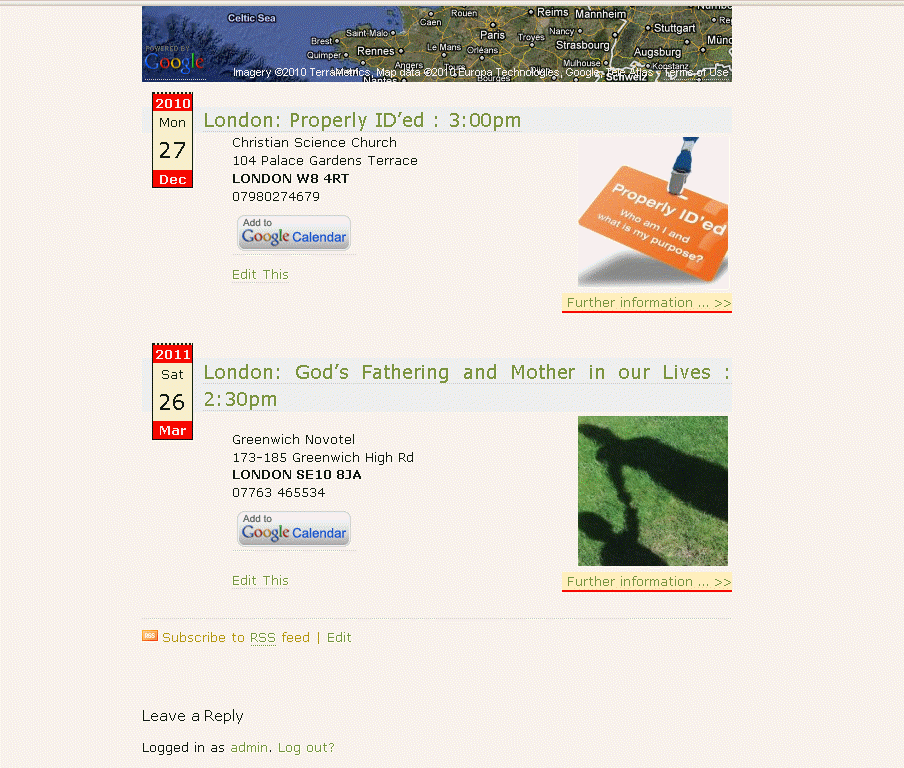 Celtic Sea
Rouen
Reims
Mannheim
Caen
Paris
Saint-Malo
Nancy
Stuttgart
Brest
Rennes
Le Mans
Troyes
Strasbourg
Quimper
Orléans
Augsburg
POWERED BY
Google
Angers
Tours
Bourges
Mulhouse
Konstanz
Imagery ©2010 TerraMetrics, Map data ©2010 Europa Technologies, Google, Tele Atlas - Terms of Use
Nantes
Schweiz
2010
Mon
27
Dec
London: Properly ID’ed : 3:00pm
Christian Science Church
104 Palace Gardens Terrace
LONDON W8 4RT
07980274679
Add to
Google Calendar
Edit This
Properly ID'ed
Who am I and
what is my purpose?
Further information ... >>
2011
Sat
26
Mar
London: God’s Fathering and Mother in our Lives :
2:30pm
Greenwich Novotel
173-185 Greenwich High Rd
LONDON SE10 8JA
07763 465534
Add to
Google Calendar
Edit This
Further information ... >>
RSS Subscribe to RSS feed | Edit
Leave a Reply
Logged in as admin. Log out?